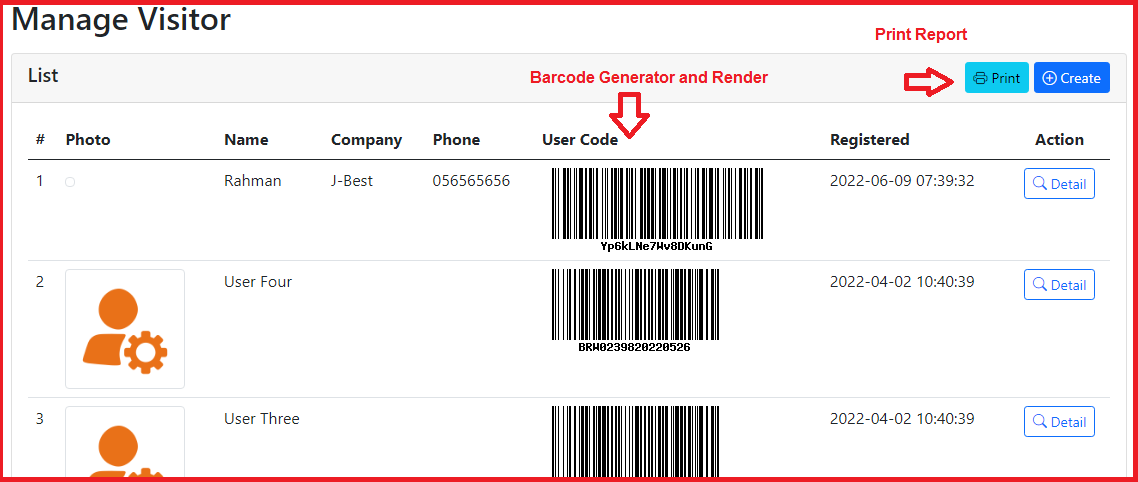 Manage Visitor
Print Report
List
Barcode Generator and Render
Print
Create
# Photo Name Company Phone User Code Registered Action
1 Rahman J-Best 056565656 2022-06-09 07:39:32 Detail
Yp6kLNe7Wv8DKunG
2 User Four 2022-04-02 10:40:39 Detail
BRW0239820220526
3 User Three 2022-04-02 10:40:39 Detail